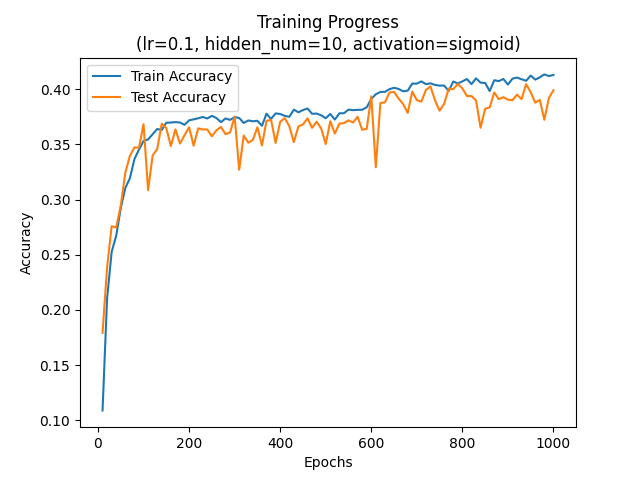 Training Progress
(lr=0.1, hidden_num=10, activation=sigmoid)
Train Accuracy
Test Accuracy
0.40
0.35
0.30
0.25
0.20
0.15
0.10
Accuracy
0 200 400 600 800 1000
Epochs